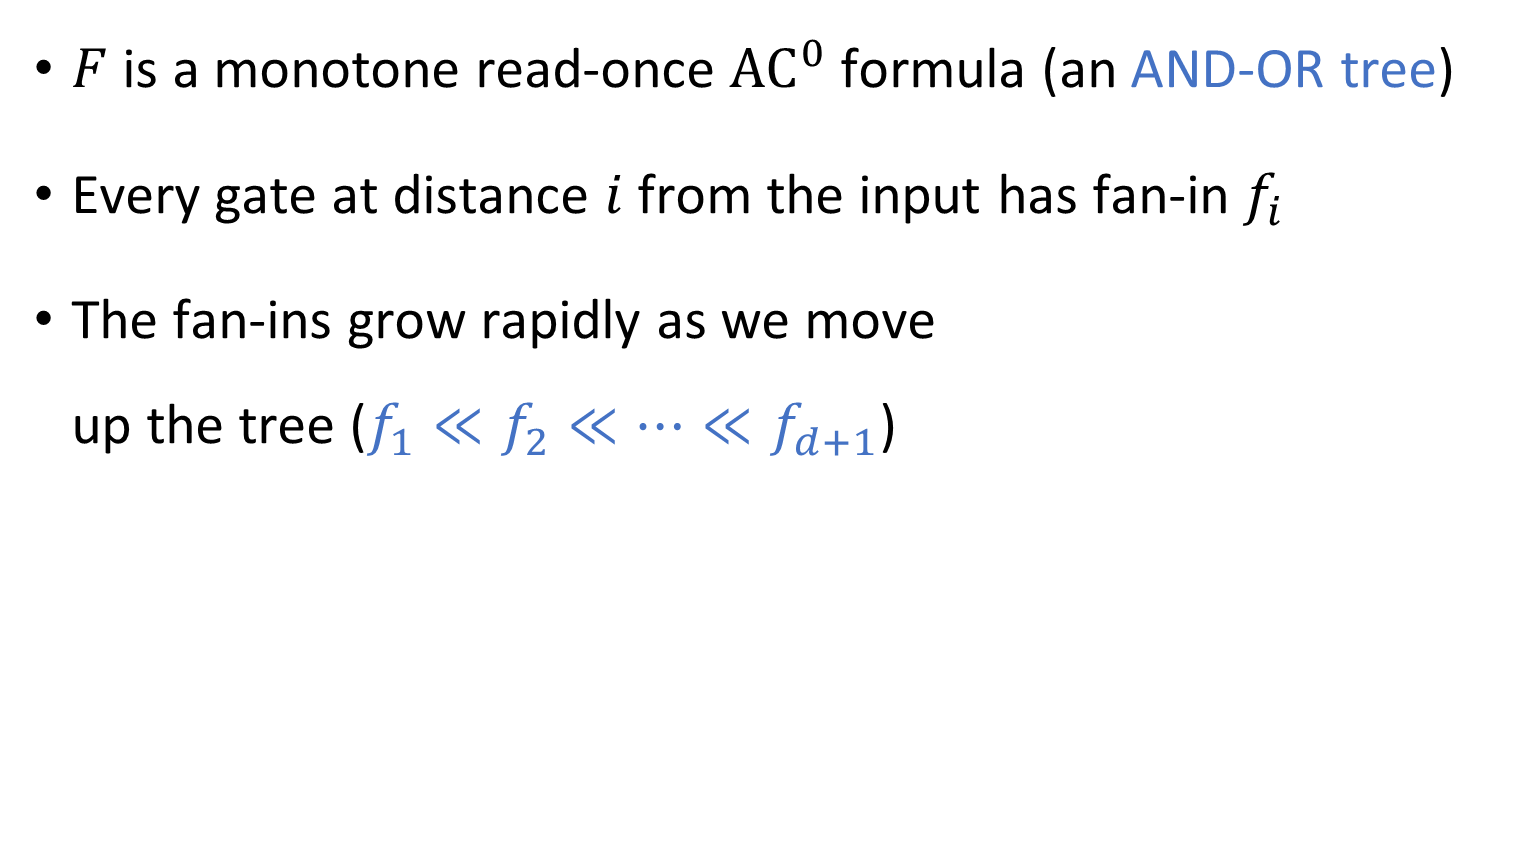 • 𝐹 is a monotone read-once AC⁰ formula (an AND-OR tree)
• Every gate at distance 𝑖 from the input has fan-in 𝑓ᵢ
• The fan-ins grow rapidly as we move
up the tree (𝑓₁ ≪ 𝑓₂ ≪ ⋯ ≪ 𝑓_{𝑑+1})